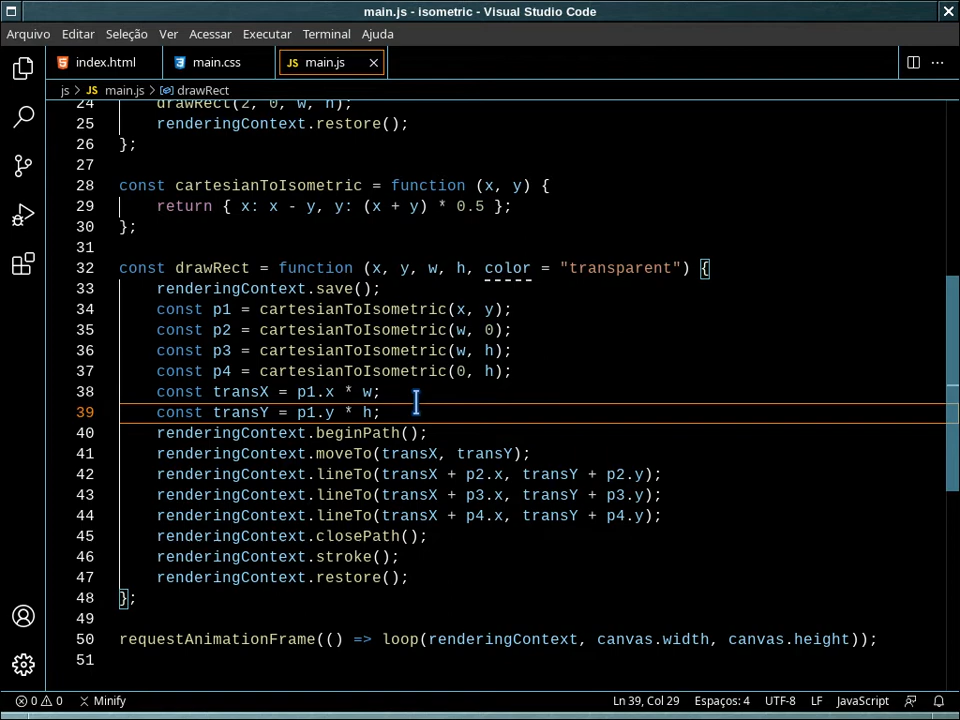 main.js - isometric - Visual Studio Code
Arquivo Editar Seleção Ver Acessar Executar Terminal Ajuda
index.html main.css JS main.js
js > JS main.js > drawRect
24 drawRect(2, 0, w, h);
25 renderingContext.restore();
26 };
27
28 const cartesianToIsometric = function (x, y) {
29 return { x: x - y, y: (x + y) * 0.5 };
30 };
31
32 const drawRect = function (x, y, w, h, color = "transparent") {
33 renderingContext.save();
34 const p1 = cartesianToIsometric(x, y);
35 const p2 = cartesianToIsometric(w, 0);
36 const p3 = cartesianToIsometric(w, h);
37 const p4 = cartesianToIsometric(0, h);
38 const transX = p1.x * w;
39 const transY = p1.y * h;
40 renderingContext.beginPath();
41 renderingContext.moveTo(transX, transY);
42 renderingContext.lineTo(transX + p2.x, transY + p2.y);
43 renderingContext.lineTo(transX + p3.x, transY + p3.y);
44 renderingContext.lineTo(transX + p4.x, transY + p4.y);
45 renderingContext.closePath();
46 renderingContext.stroke();
47 renderingContext.restore();
48 };
49
50 requestAnimationFrame(() => loop(renderingContext, canvas.width, canvas.height));
51
0 0 Minify Ln 39, Col 29 Espaços: 4 UTF-8 LF JavaScript